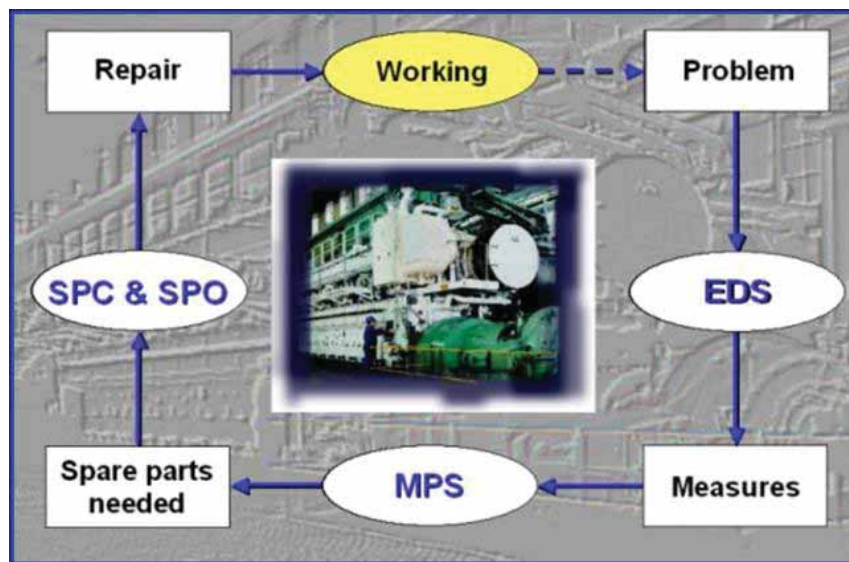 Repair
Working
Problem
SPC & SPO
EDS
Spare parts
needed
MPS
Measures